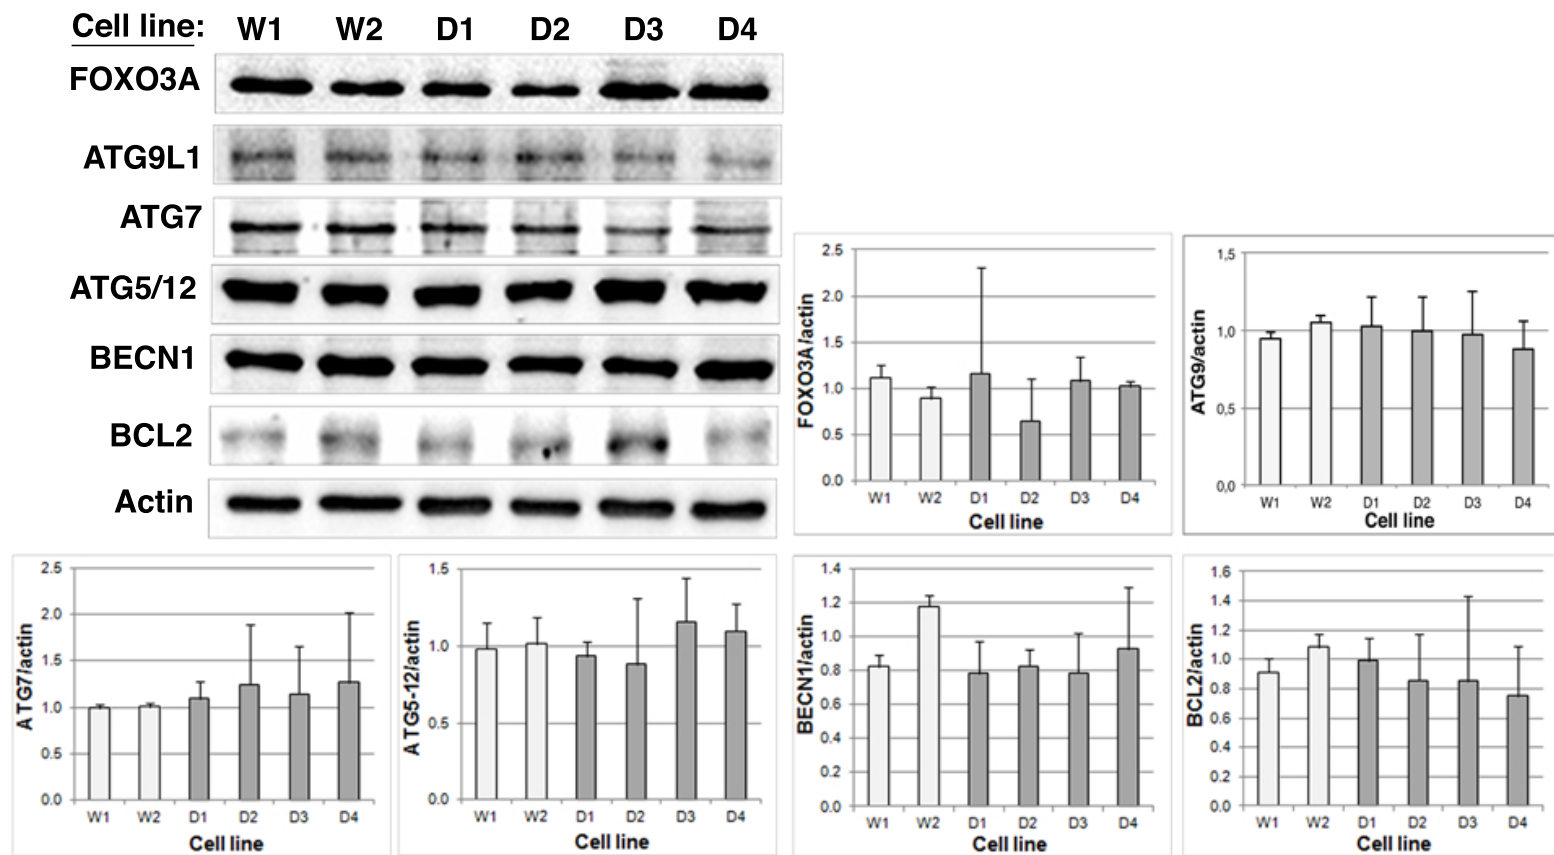 Cell line: W1 W2 D1 D2 D3 D4
FOXO3A
ATG9L1
ATG7
ATG5/12
BECN1
BCL2
Actin
FOXO3A/actin
2.5
2.0
1.5
1.0
0.5
0.0
W1 W2 D1 D2 D3 D4
Cell line
ATG9/actin
1,5
1,0
0,5
0,0
W1 W2 D1 D2 D3 D4
Cell line
ATG7/actin
2.5
2.0
1.5
1.0
0.5
0.0
W1 W2 D1 D2 D3 D4
Cell line
ATG5-12/actin
1.5
1.0
0.5
0.0
W1 W2 D1 D2 D3 D4
Cell line
BECN1/actin
1.4
1.2
1.0
0.8
0.6
0.4
0.2
0.0
W1 W2 D1 D2 D3 D4
Cell line
BCL2/actin
1.6
1.4
1.2
1.0
0.8
0.6
0.4
0.2
0.0
W1 W2 D1 D2 D3 D4
Cell line